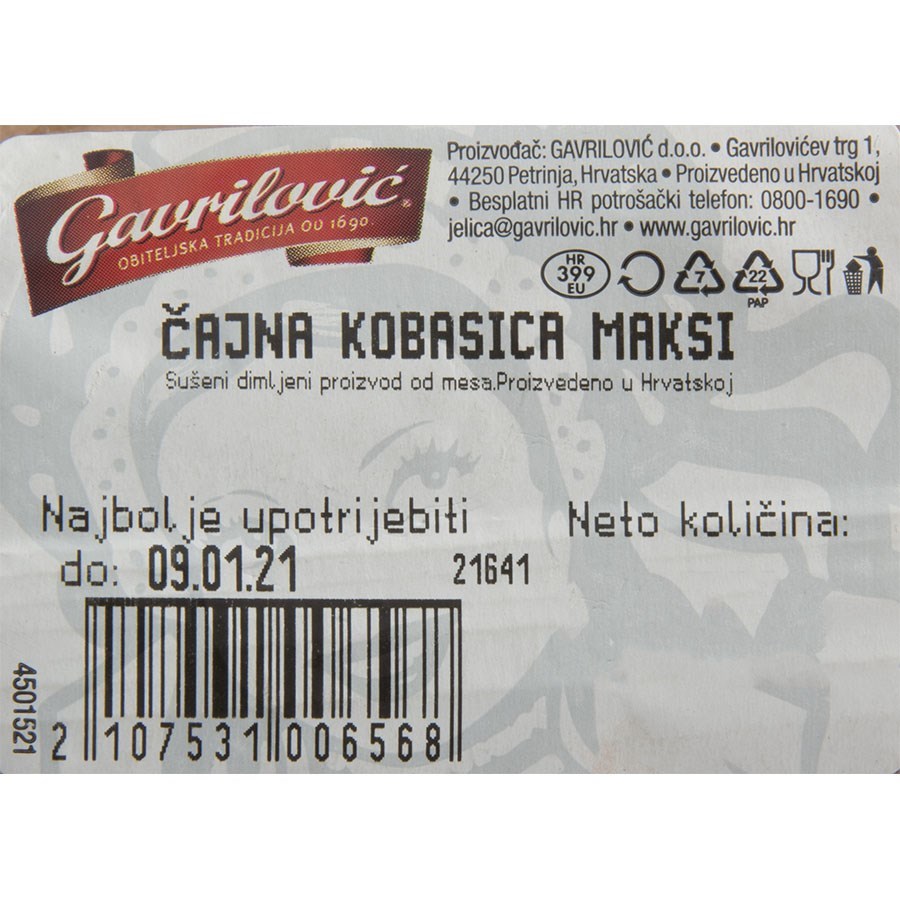 Gavrilović®
OBITELJSKA TRADICIJA OD 1690.
Proizvođač: GAVRILOVIĆ d.o.o. • Gavrilovićev trg 1,
44250 Petrinja, Hrvatska • Proizvedeno u Hrvatskoj
• Besplatni HR potrošački telefon: 0800-1690 •
jelica@gavrilovic.hr • www.gavrilovic.hr
HR
399
EU
7
22
PAP
ČAJNA KOBASICA MAKSI
Sušeni dimljeni proizvod od mesa.Proizvedeno u Hrvatskoj
Najbolje upotrijebiti
do: 09.01.21
21641
Neto količina:
4501521
2 107531 006568